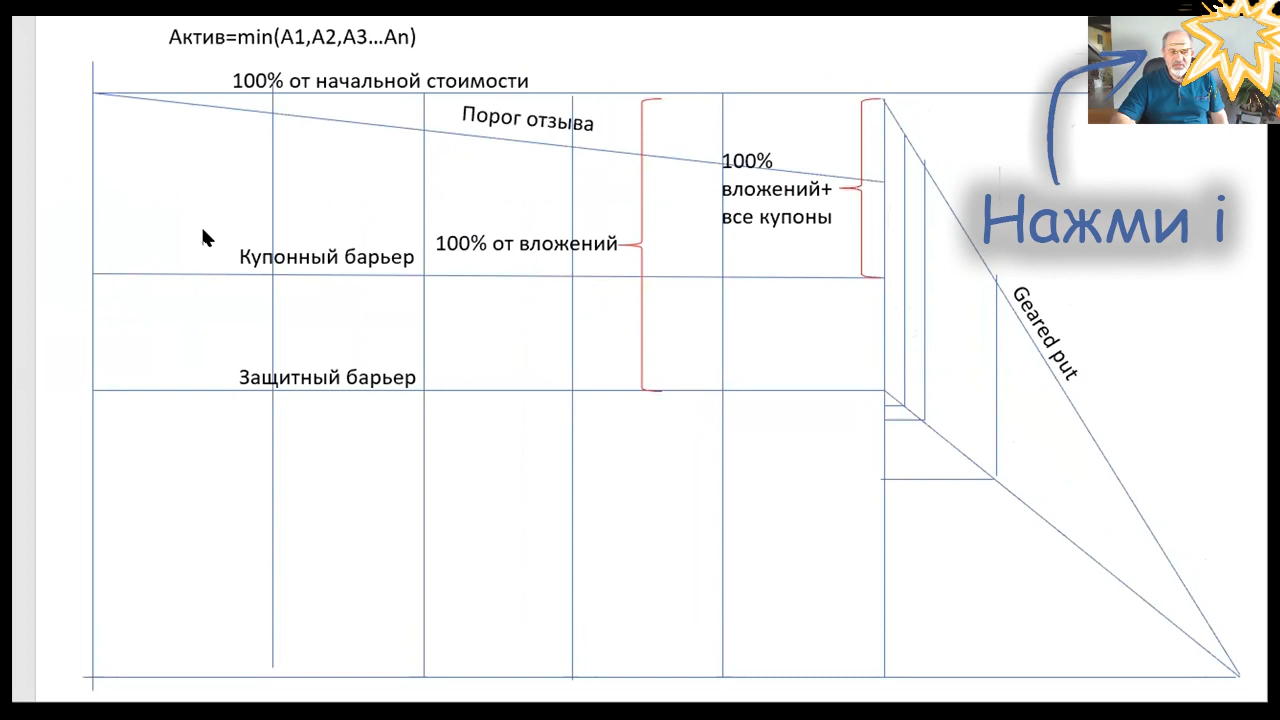 Актив=min(A1,A2,A3...An)
100% от начальной стоимости
Порог отзыва
100%
вложений+
все купоны
Нажми i
Купонный барьер
100% от вложений
Geared put
Защитный барьер